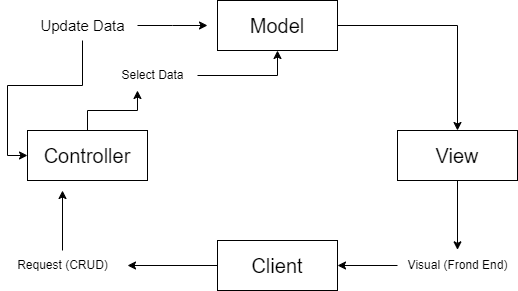 Update Data
Model
Select Data
Controller
View
Request (CRUD)
Client
Visual (Frond End)